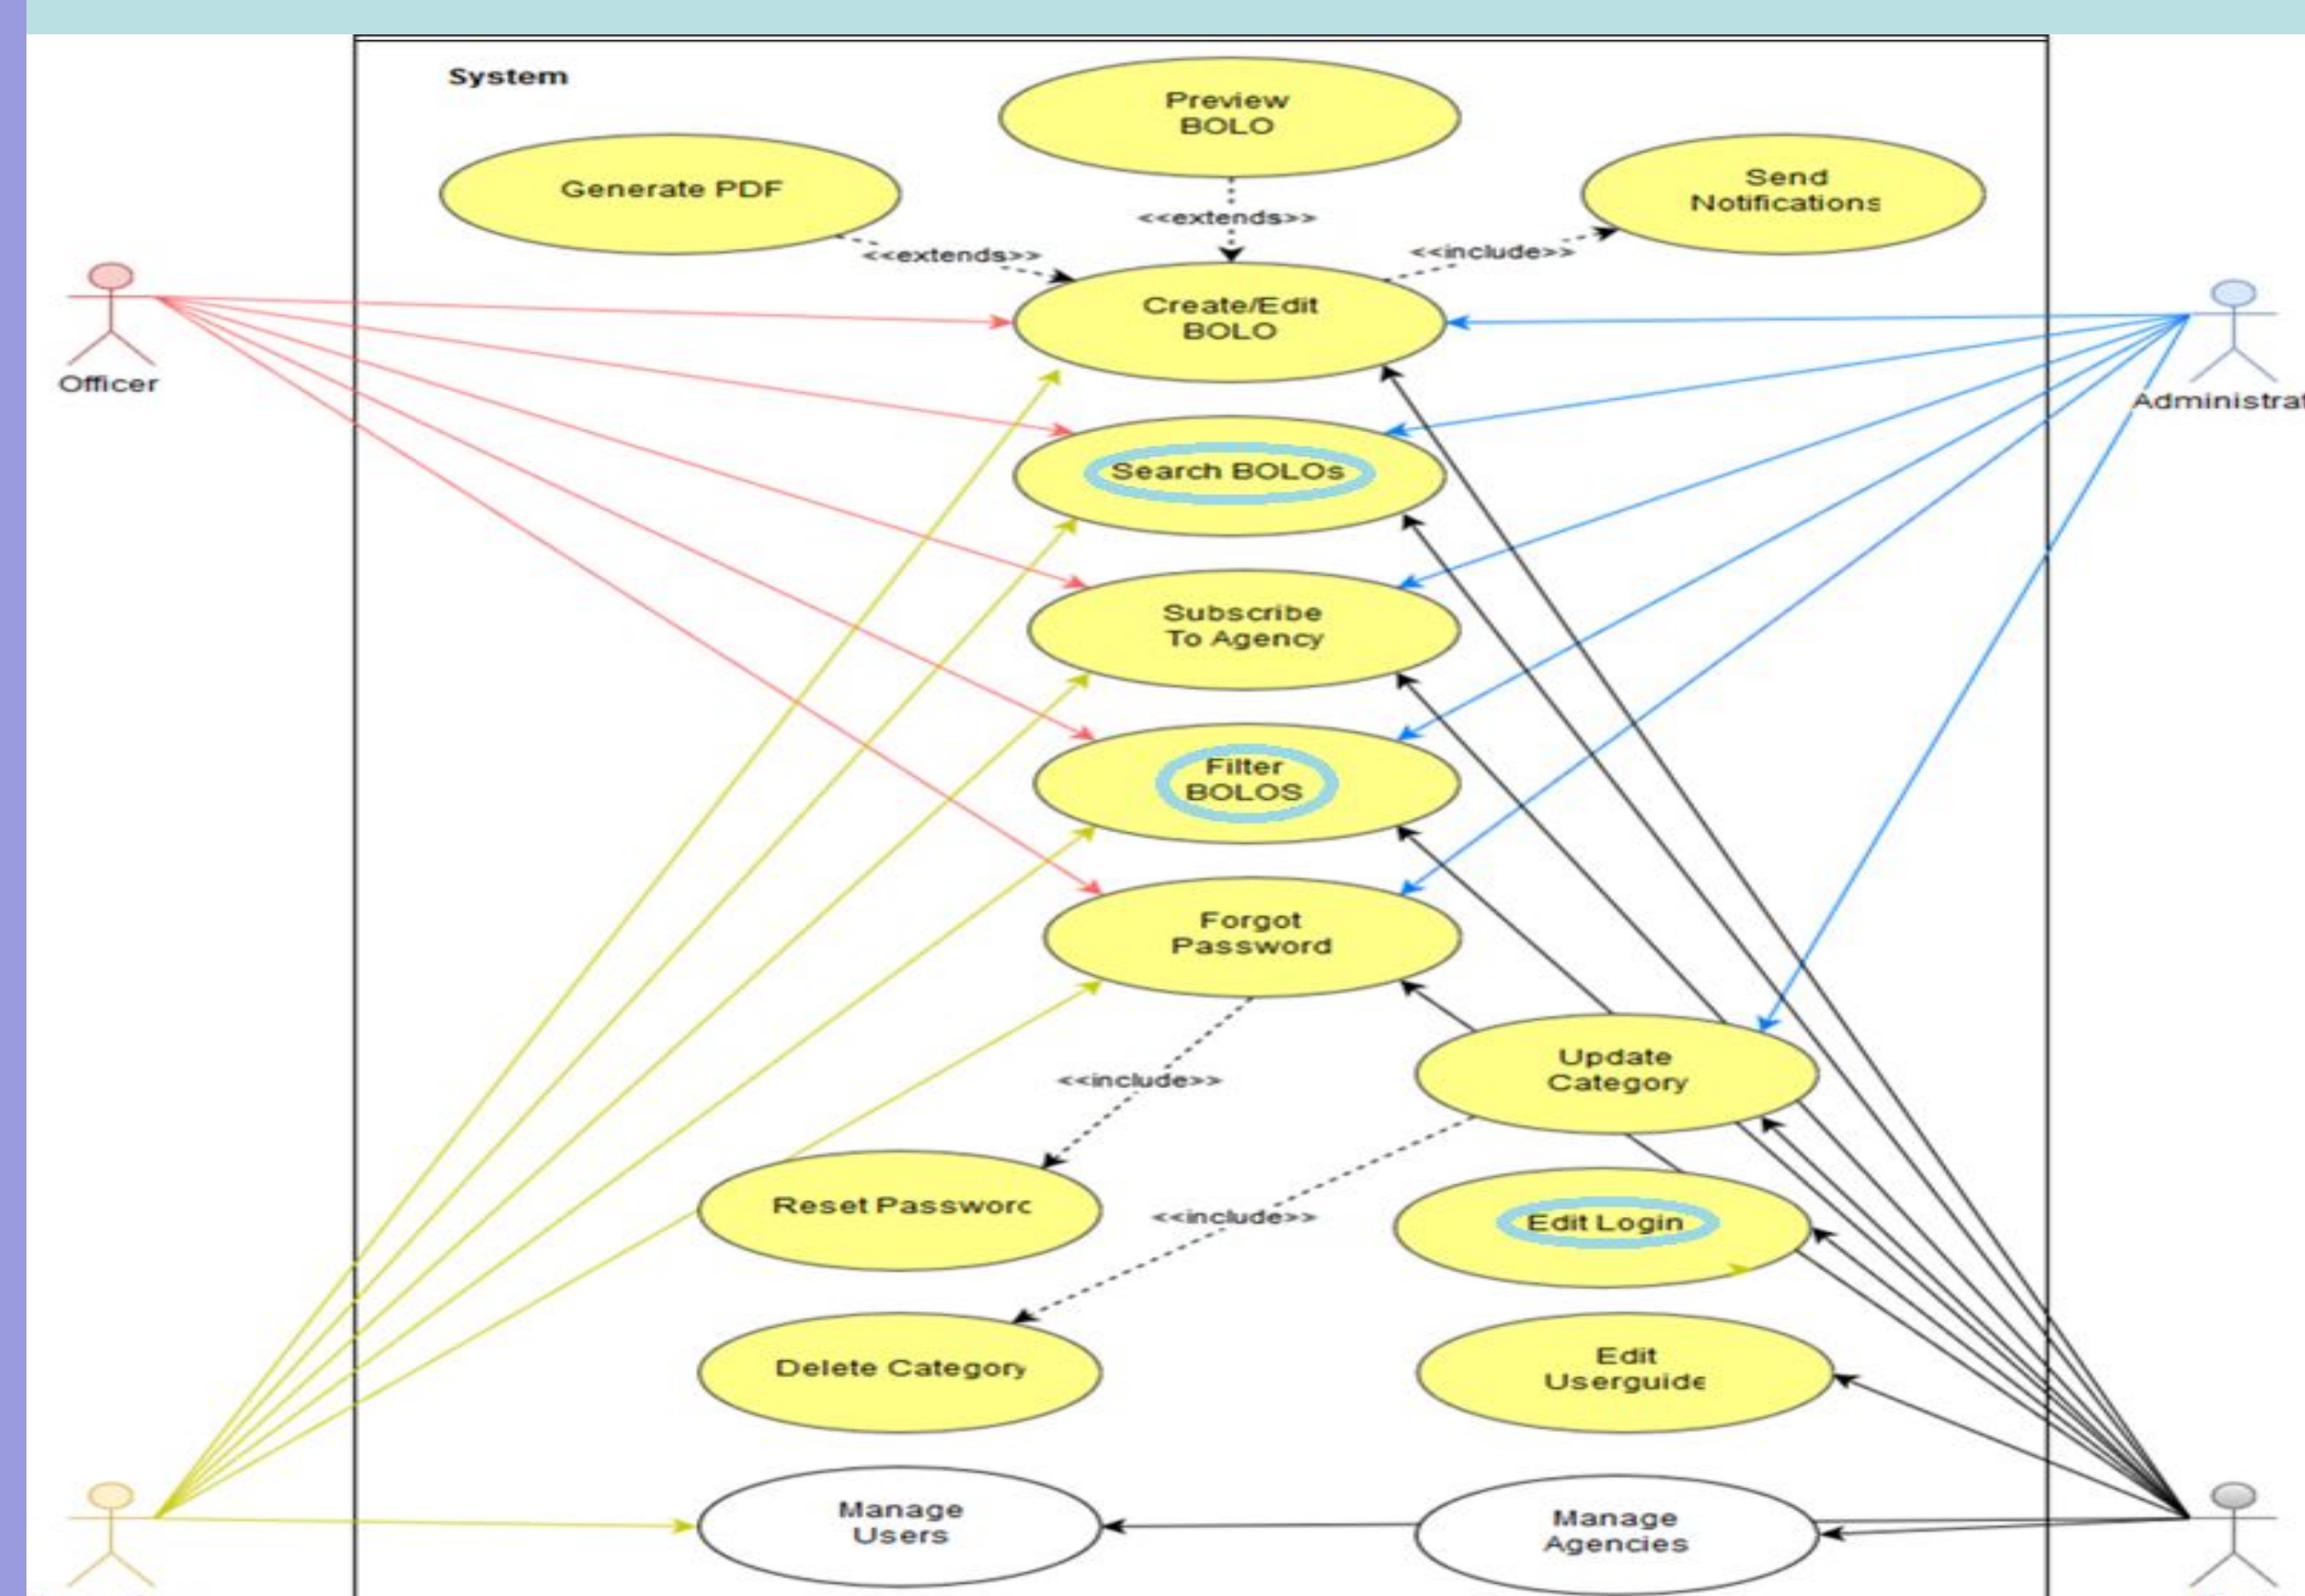 System
Preview
BOLO
Generate PDF
Send
Notifications
<<extends>>
<<extends>>
<<include>>
Create/Edit
BOLO
Officer
Administrat
Search BOLOs
Subscribe
To Agency
Filter
BOLOS
Forgot
Password
<<include>>
Update
Category
Reset Password
<<include>>
Edit Login
Delete Category
Edit
Userguide
Manage
Users
Manage
Agencies